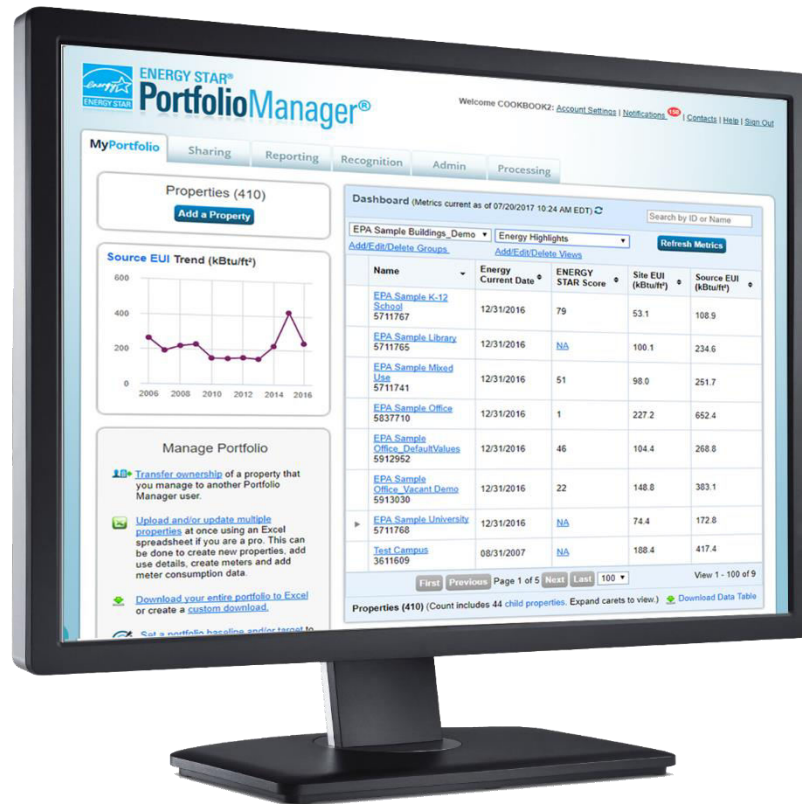 ENERGY STAR
ENERGY STAR®
PortfolioManager®
Welcome COOKBOOK2: Account Settings | Notifications 158 | Contacts | Help | Sign Out
MyPortfolio
Sharing
Reporting
Recognition
Admin
Processing
Properties (410)
Add a Property
Source EUI Trend (kBtu/ft²)
600
400
200
0
2006 2008 2010 2012 2014 2016
Manage Portfolio
Transfer ownership of a property that
you manage to another Portfolio
Manager user.
Upload and/or update multiple
properties at once using an Excel
spreadsheet if you are a pro. This can
be done to create new properties, add
use details, create meters and add
meter consumption data.
Download your entire portfolio to Excel
or create a custom download.
Set a portfolio baseline and/or target to
Dashboard (Metrics current as of 07/20/2017 10:24 AM EDT)
Search by ID or Name
EPA Sample Buildings_Demo
Energy Highlights
Refresh Metrics
Add/Edit/Delete Groups
Add/Edit/Delete Views
Name Energy Current Date ENERGY STAR Score Site EUI (kBtu/ft²) Source EUI (kBtu/ft²)
EPA Sample K-12
School
5711767 12/31/2016 79 53.1 108.9
EPA Sample Library
5711765 12/31/2016 NA 100.1 234.6
EPA Sample Mixed
Use
5711741 12/31/2016 51 98.0 251.7
EPA Sample Office
5837710 12/31/2016 1 227.2 652.4
EPA Sample
Office_DefaultValues
5912952 12/31/2016 46 104.4 268.8
EPA Sample
Office_Vacant Demo
5913030 12/31/2016 22 148.8 383.1
EPA Sample University
5711768 12/31/2016 NA 74.4 172.8
Test Campus
3611609 08/31/2007 NA 188.4 417.4
First Previous Page 1 of 5 Next Last 100
View 1 - 100 of 9
Properties (410) (Count includes 44 child properties. Expand carets to view.) Download Data Table